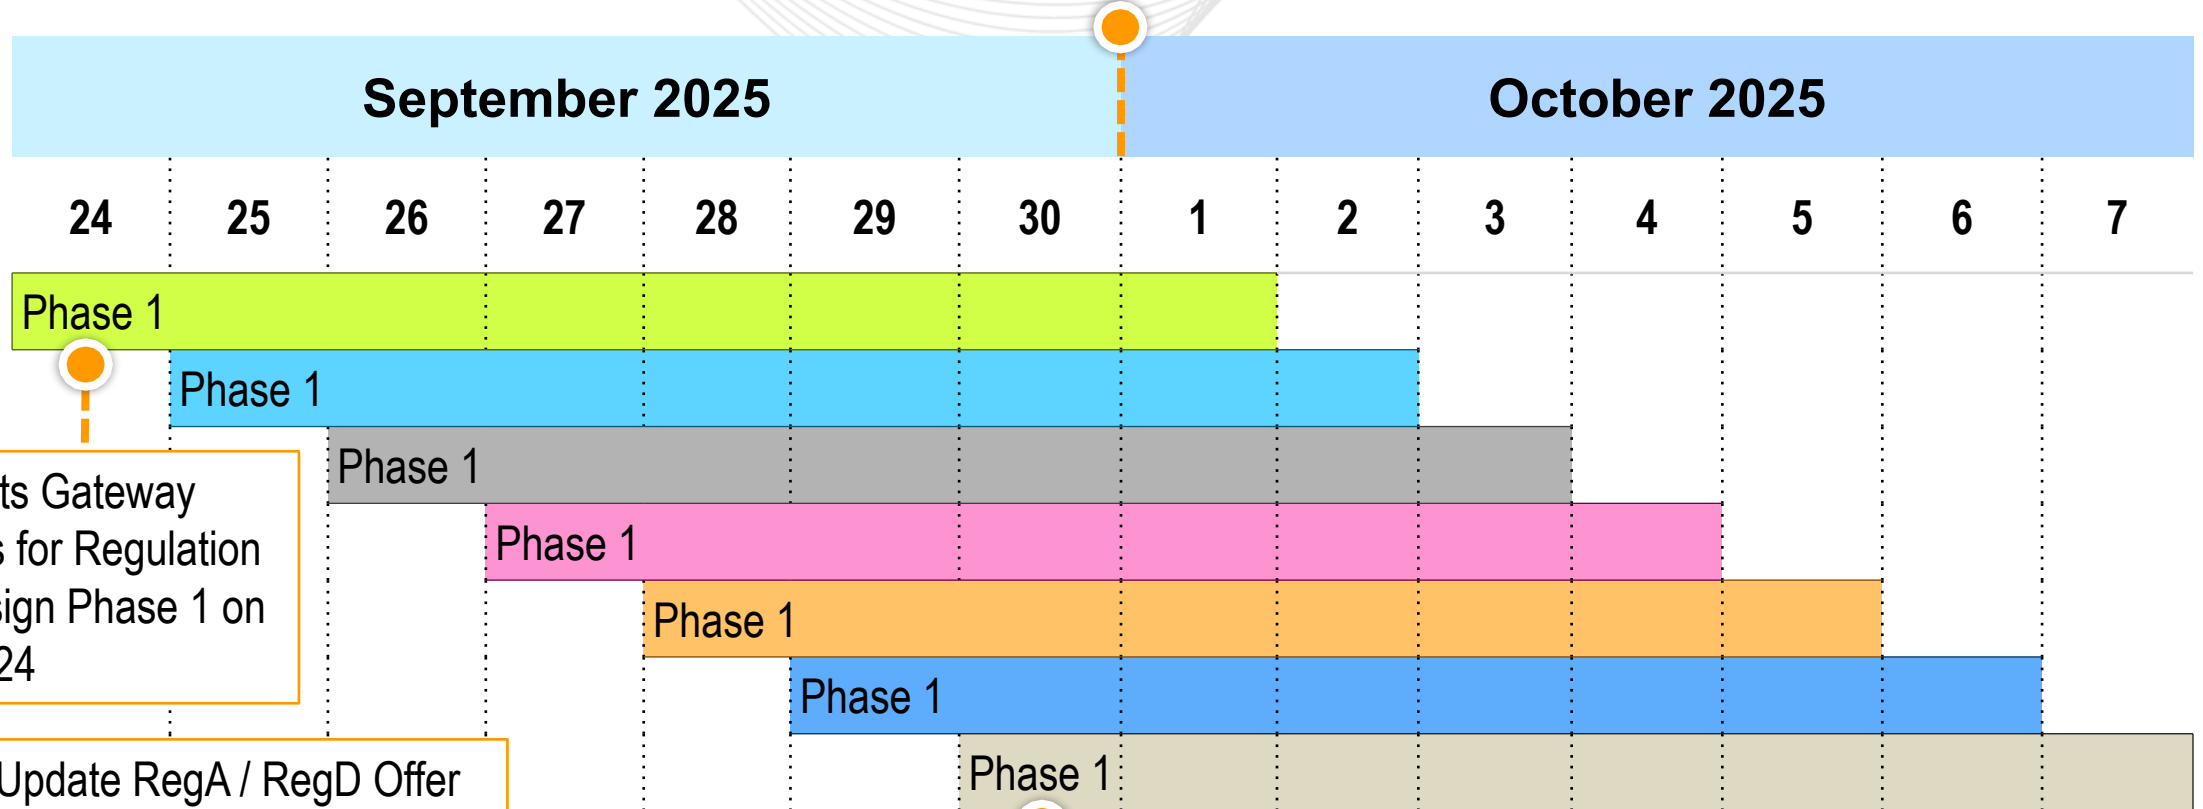 September 2025 October 2025
24 25 26 27 28 29 30 1 2 3 4 5 6 7
Phase 1
Phase 1
Phase 1
Phase 1
Phase 1
Phase 1
Phase 1
ts Gateway
s for Regulation
sign Phase 1 on
24
Update RegA / RegD Offer